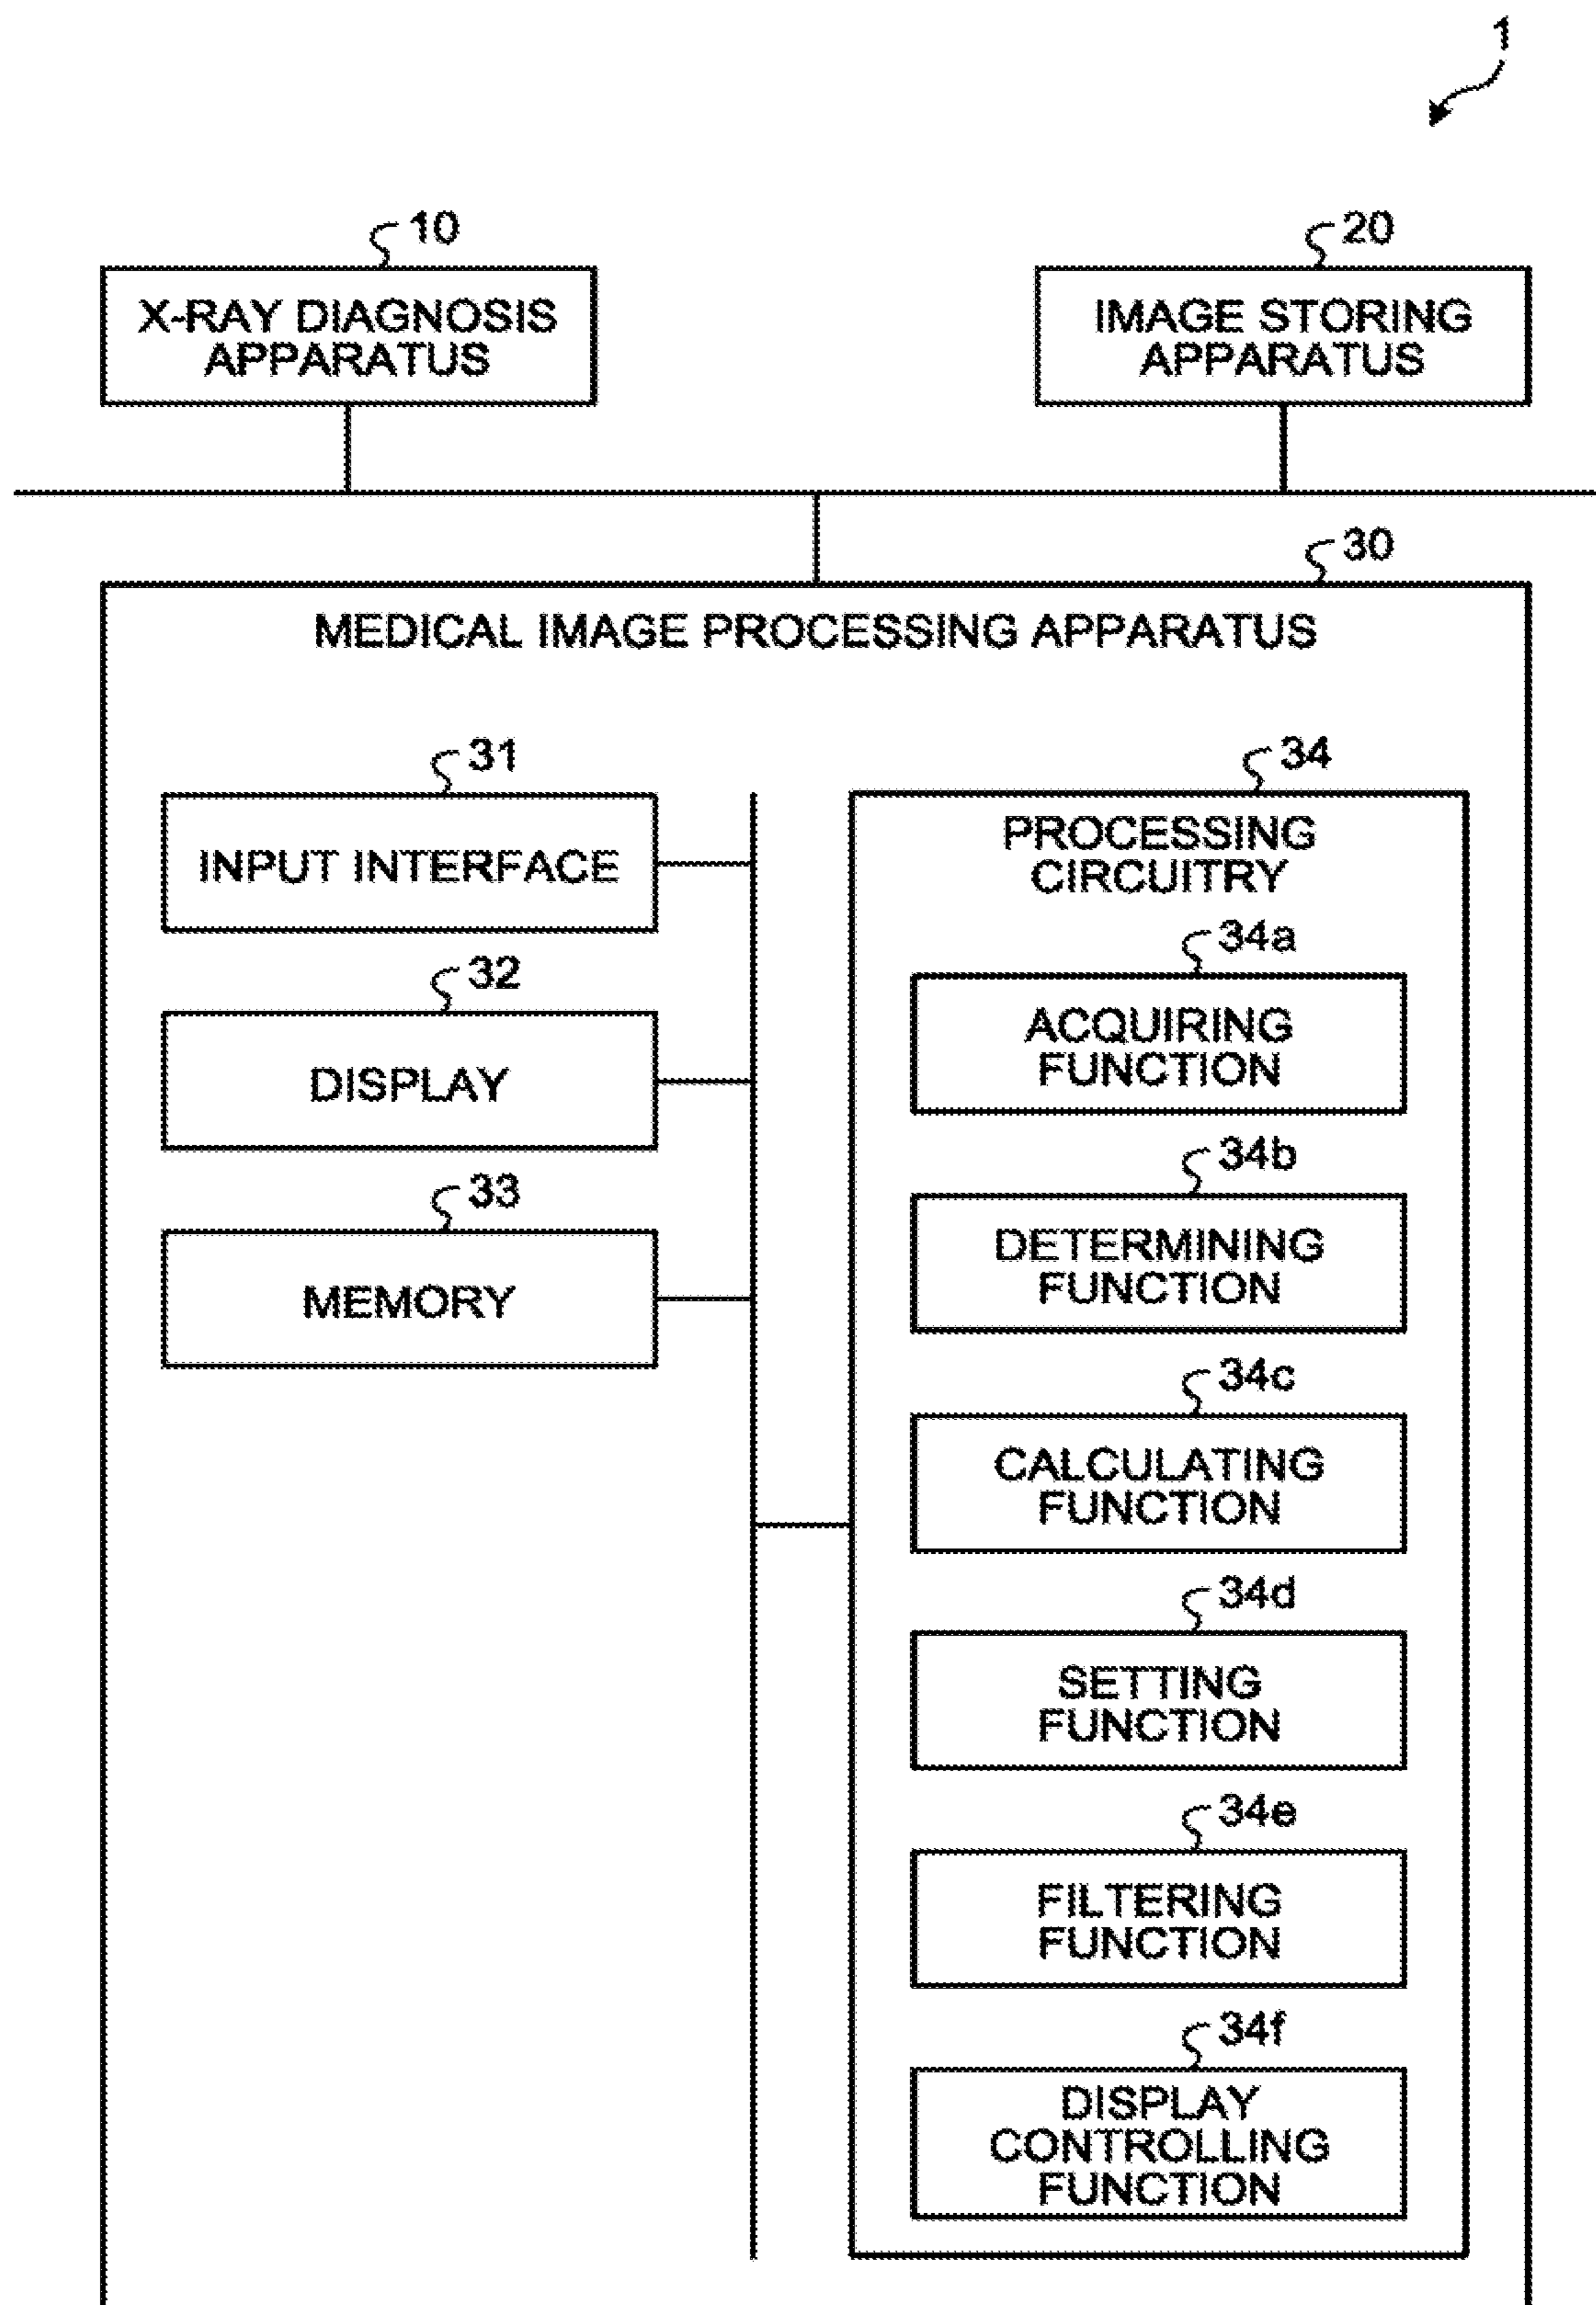 1
10
X-RAY DIAGNOSIS
APPARATUS
20
IMAGE STORING
APPARATUS
30
MEDICAL IMAGE PROCESSING APPARATUS
31
INPUT INTERFACE
32
DISPLAY
33
MEMORY
34
PROCESSING
CIRCUITRY
34a
ACQUIRING
FUNCTION
34b
DETERMINING
FUNCTION
34c
CALCULATING
FUNCTION
34d
SETTING
FUNCTION
34e
FILTERING
FUNCTION
34f
DISPLAY
CONTROLLING
FUNCTION